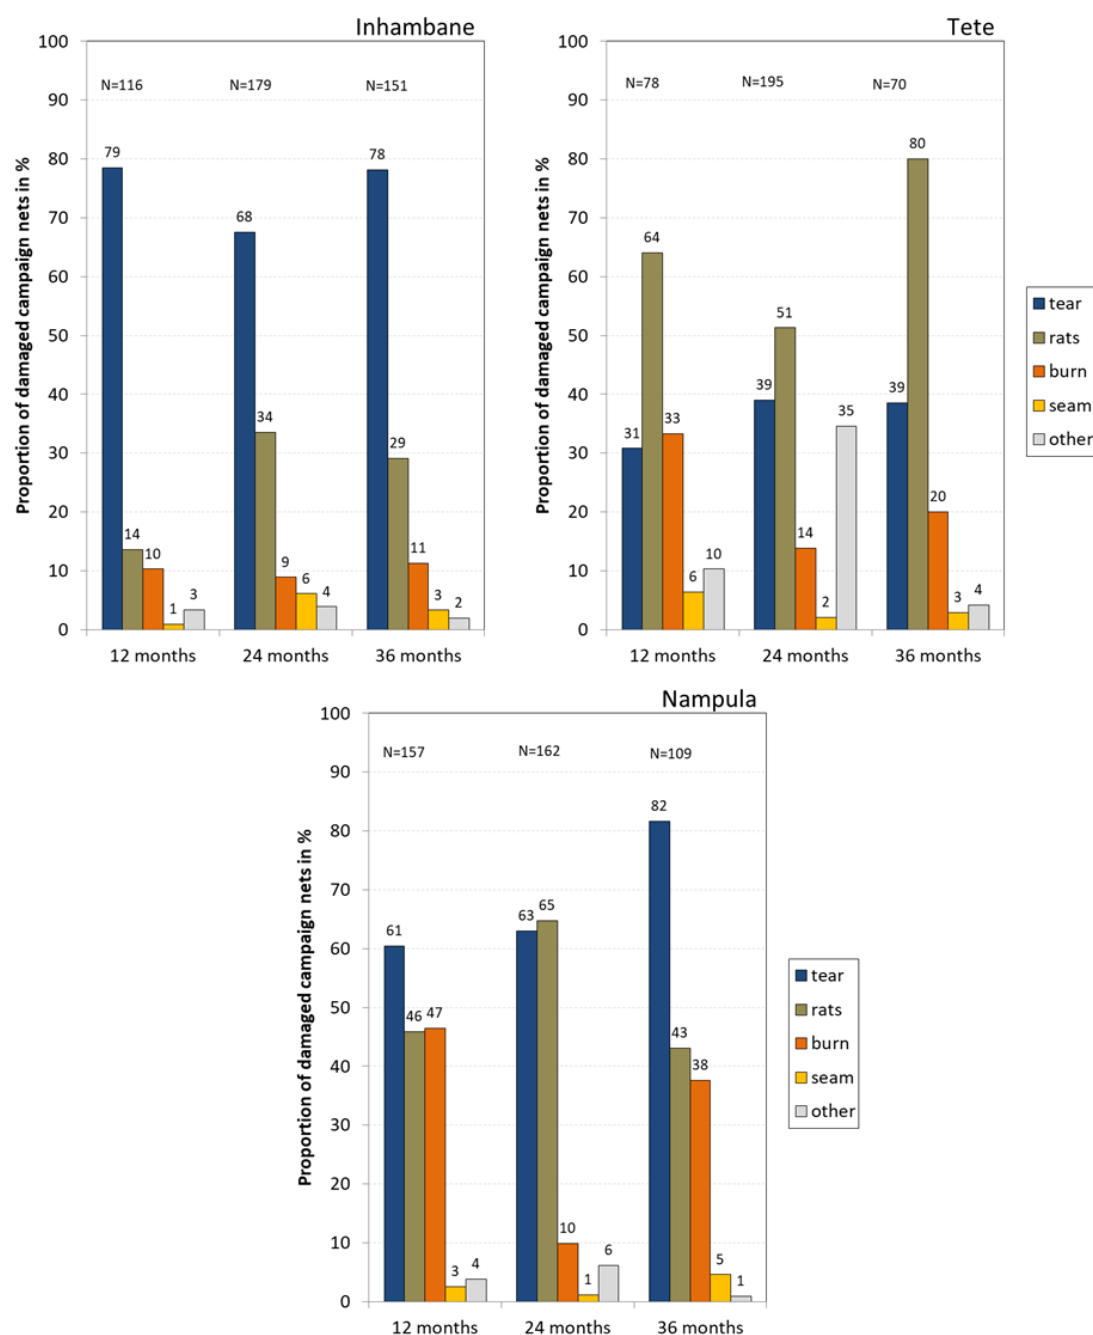 Inhambane
Proportion of damaged campaign nets in %
100
90
80
70
60
50
40
30
20
10
0
N=116 N=179 N=151
79 14 10 1 3
68 34 9 6 4
78 29 11 3 2
12 months 24 months 36 months
Tete
Proportion of damaged campaign nets in %
100
90
80
70
60
50
40
30
20
10
0
N=78 N=195 N=70
31 64 33 6 10
39 51 14 2 35
39 80 20 3 4
12 months 24 months 36 months
tear
rats
burn
seam
other
Nampula
Proportion of damaged campaign nets in %
100
90
80
70
60
50
40
30
20
10
0
N=157 N=162 N=109
61 46 47 3 4
63 65 10 1 6
82 43 38 5 1
12 months 24 months 36 months
tear
rats
burn
seam
other